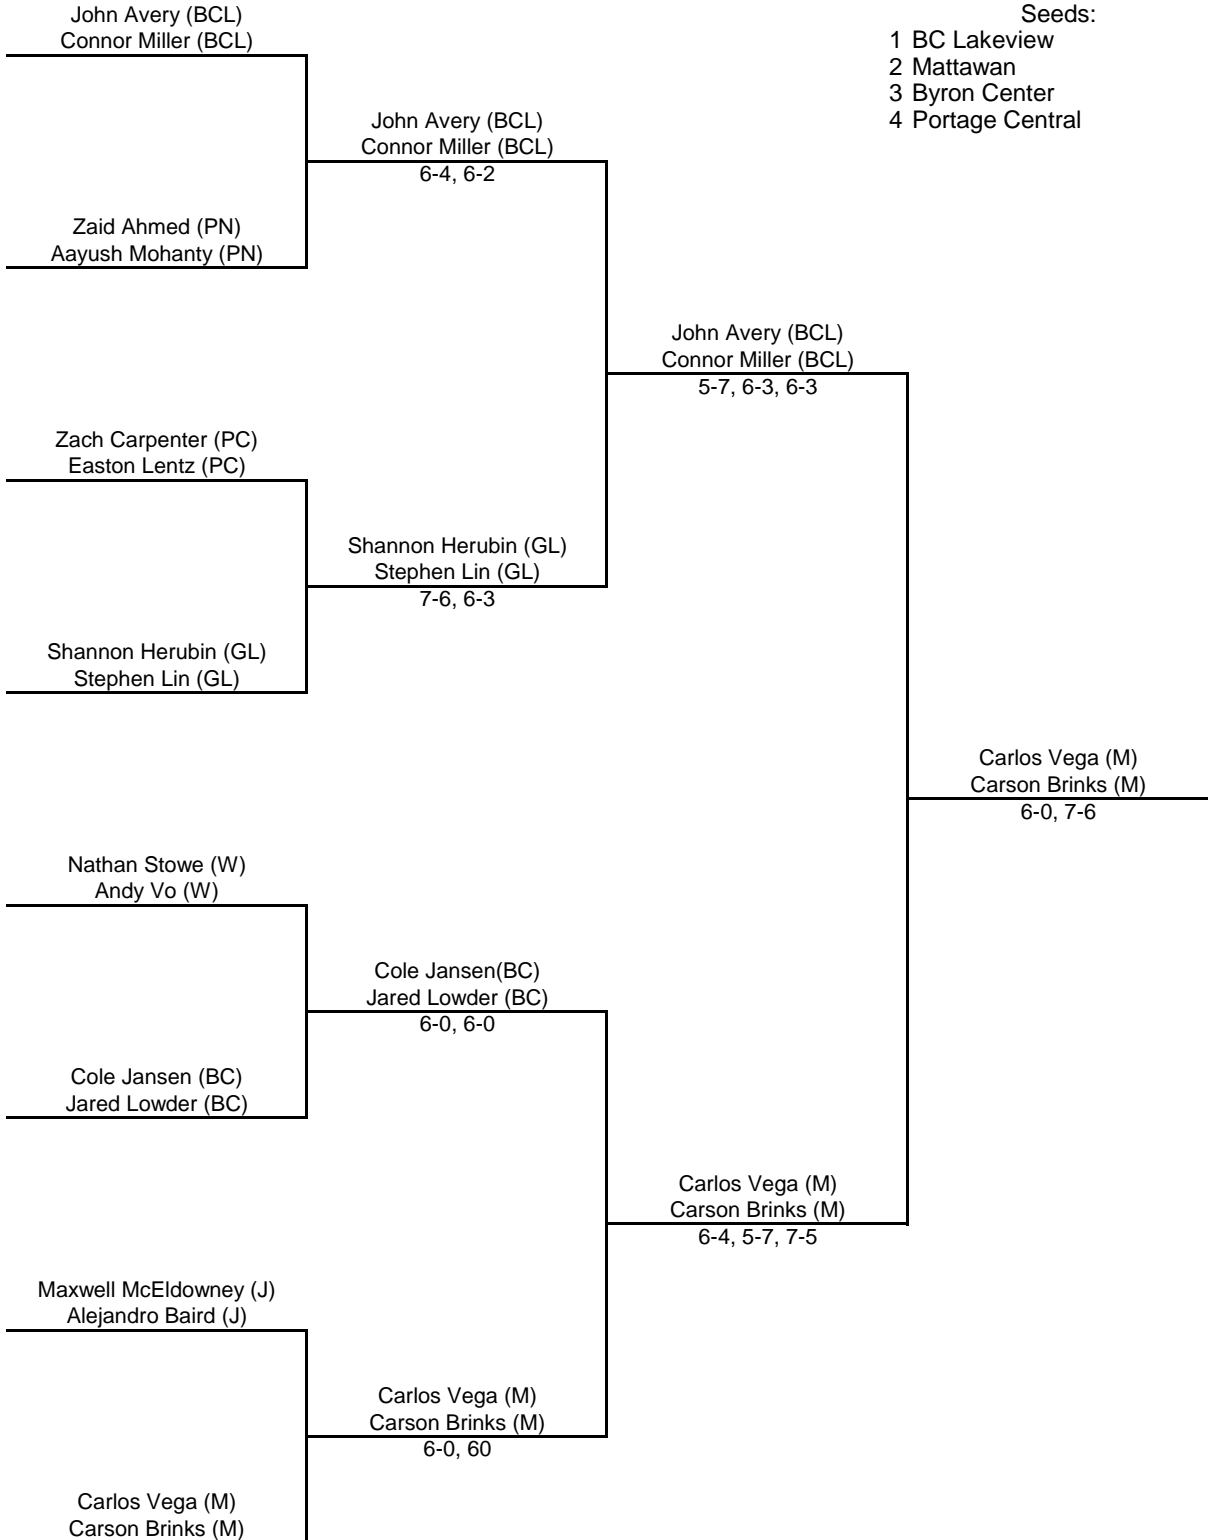 John Avery (BCL)
Connor Miller (BCL)
Seeds:
1 BC Lakeview
2 Mattawan
3 Byron Center
4 Portage Central
John Avery (BCL)
Connor Miller (BCL)
6-4, 6-2
Zaid Ahmed (PN)
Aayush Mohanty (PN)
John Avery (BCL)
Connor Miller (BCL)
5-7, 6-3, 6-3
Zach Carpenter (PC)
Easton Lentz (PC)
Shannon Herubin (GL)
Stephen Lin (GL)
7-6, 6-3
Shannon Herubin (GL)
Stephen Lin (GL)
Carlos Vega (M)
Carson Brinks (M)
6-0, 7-6
Nathan Stowe (W)
Andy Vo (W)
Cole Jansen(BC)
Jared Lowder (BC)
6-0, 6-0
Cole Jansen (BC)
Jared Lowder (BC)
Carlos Vega (M)
Carson Brinks (M)
6-4, 5-7, 7-5
Maxwell McEldowney (J)
Alejandro Baird (J)
Carlos Vega (M)
Carson Brinks (M)
6-0, 60
Carlos Vega (M)
Carson Brinks (M)